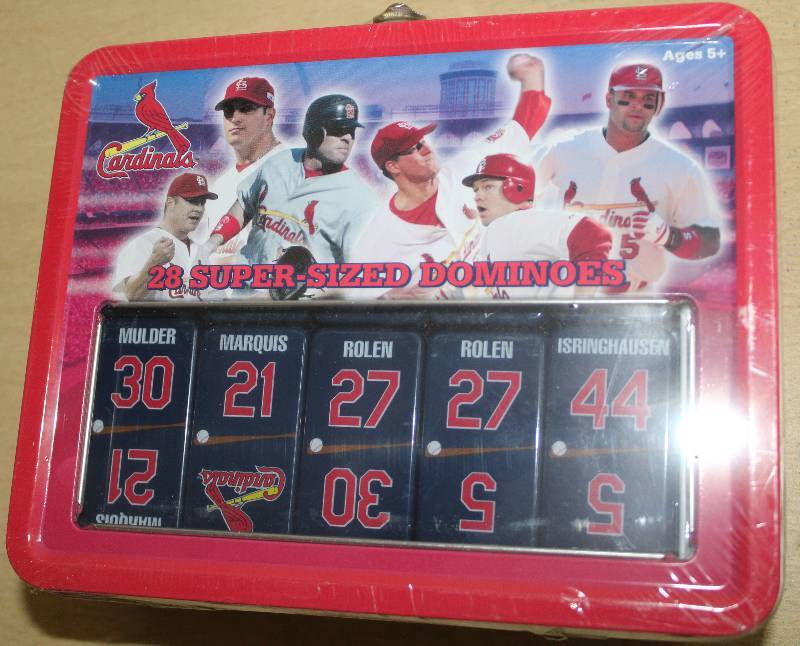 Ages 5+
Cardinals
28 SUPER-SIZED DOMINOES
MULDER MARQUIS ROLEN ROLEN ISRINGHAUSEN
30 21 27 27 44
21 Cardinals 30 5 5
MARQUIS